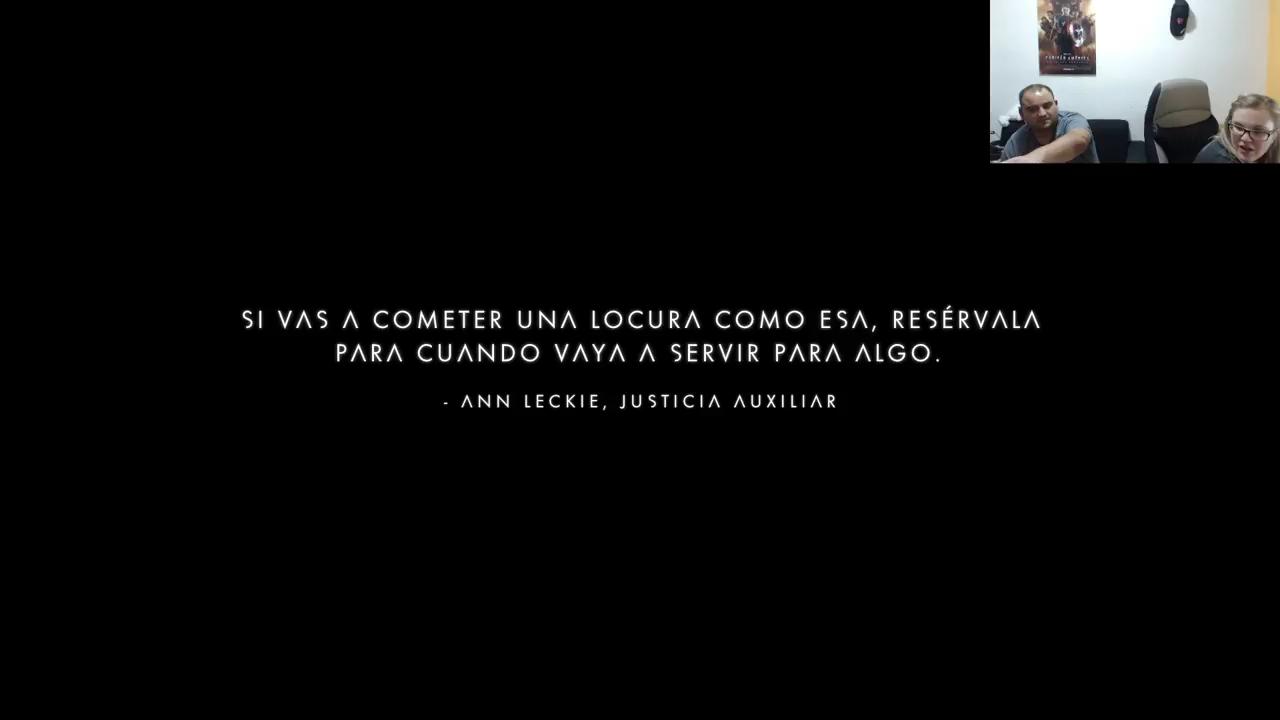 SI VAS A COMETER UNA LOCURA COMO ESA, RESÉRVALA
PARA CUANDO VAYA A SERVIR PARA ALGO.
- ANN LECKIE, JUSTICIA AUXILIAR